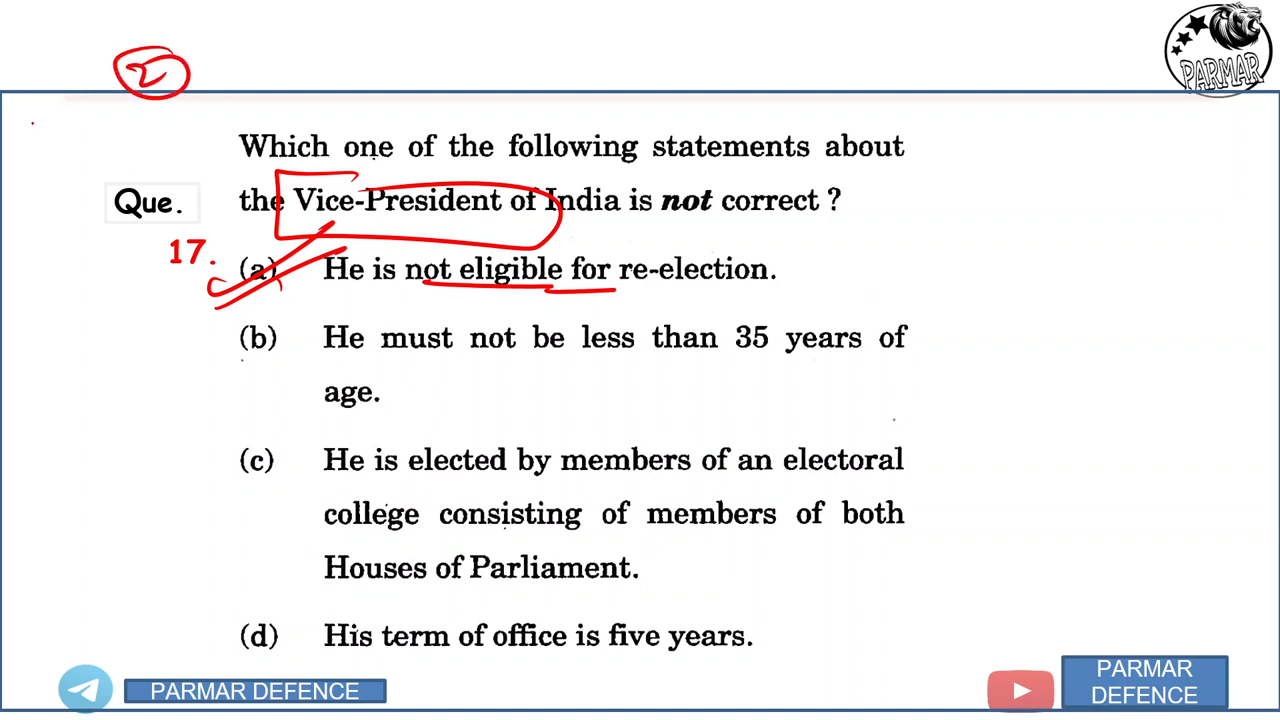 PARMAR
Which one of the following statements about
Que.
the Vice-President of India is not correct ?
17.
(a) He is not eligible for re-election.
(b) He must not be less than 35 years of
age.
(c) He is elected by members of an electoral
college consisting of members of both
Houses of Parliament.
(d) His term of office is five years.
PARMAR DEFENCE
PARMAR
DEFENCE